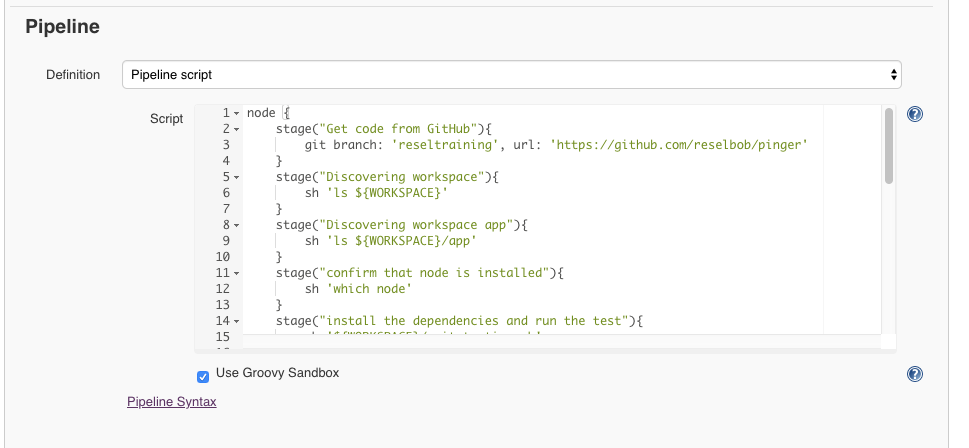 Pipeline
Definition
Pipeline script
Script
1 node {
2 stage("Get code from GitHub"){
3 git branch: 'reseltraining', url: 'https://github.com/reselbob/pinger'
4 }
5 stage("Discovering workspace"){
6 sh 'ls ${WORKSPACE}'
7 }
8 stage("Discovering workspace app"){
9 sh 'ls ${WORKSPACE}/app'
10 }
11 stage("confirm that node is installed"){
12 sh 'which node'
13 }
14 stage("install the dependencies and run the test"){
15
Use Groovy Sandbox
Pipeline Syntax